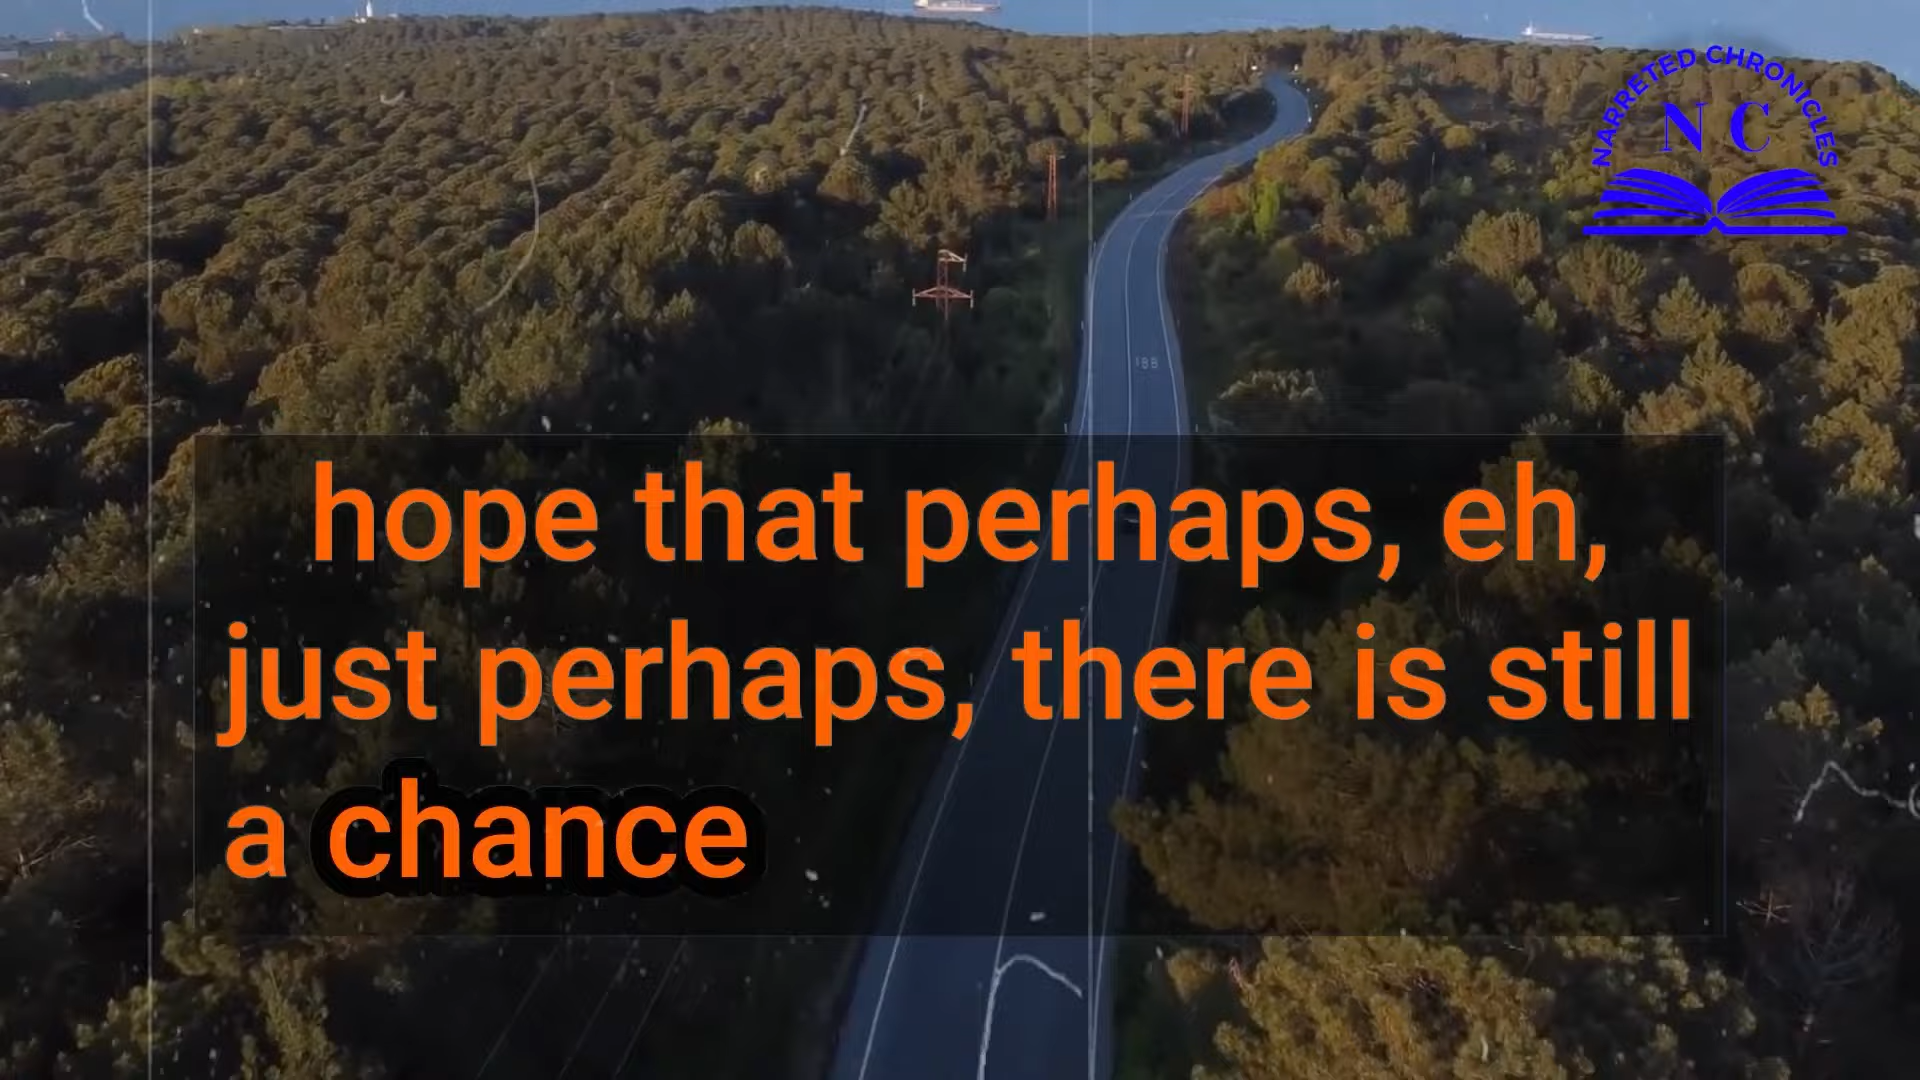 NARRETED CHRONICLES
N C
hope that perhaps, eh,
just perhaps, there is still
a chance